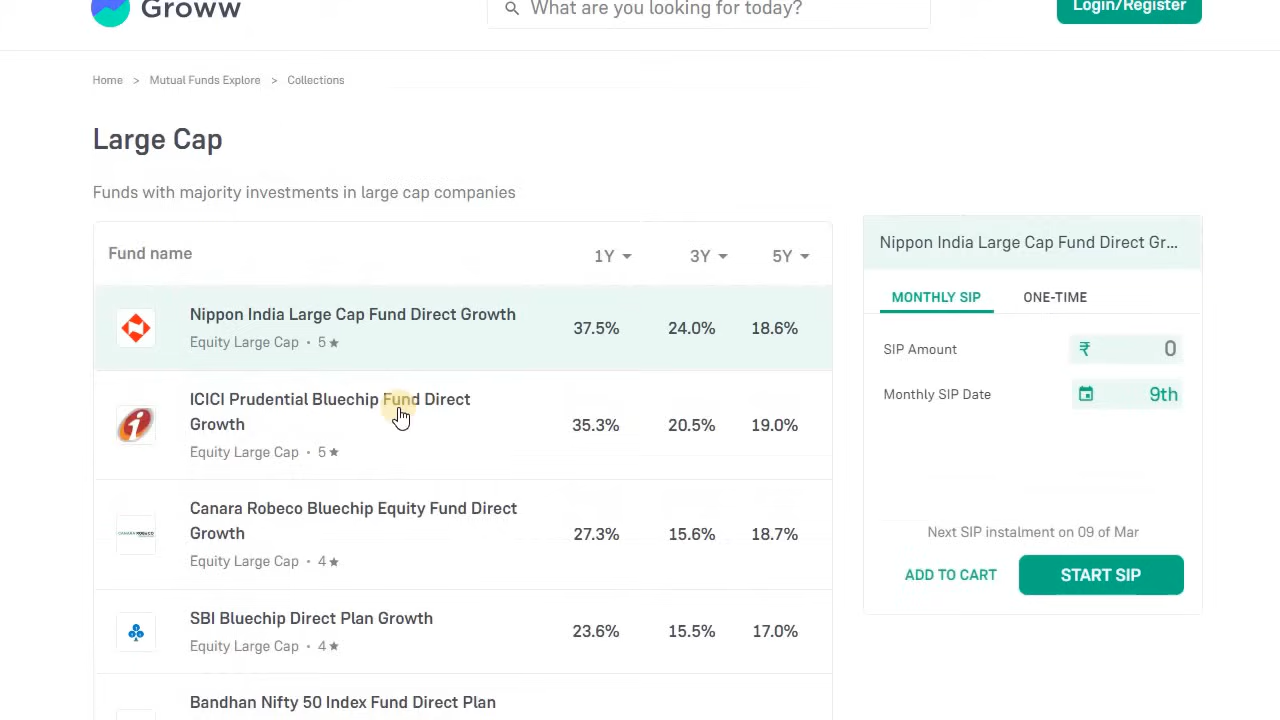 Groww
What are you looking for today?
Login/Register
Home > Mutual Funds Explore > Collections
Large Cap
Funds with majority investments in large cap companies
Fund name 1Y 3Y 5Y
Nippon India Large Cap Fund Direct Growth
Equity Large Cap • 5★
37.5% 24.0% 18.6%
ICICI Prudential Bluechip Fund Direct
Growth
Equity Large Cap • 5★
35.3% 20.5% 19.0%
CANARA ROBECO
Canara Robeco Bluechip Equity Fund Direct
Growth
Equity Large Cap • 4★
27.3% 15.6% 18.7%
SBI Bluechip Direct Plan Growth
Equity Large Cap • 4★
23.6% 15.5% 17.0%
Bandhan Nifty 50 Index Fund Direct Plan
Nippon India Large Cap Fund Direct Gr...
MONTHLY SIP ONE-TIME
SIP Amount ₹ 0
Monthly SIP Date 9th
Next SIP instalment on 09 of Mar
ADD TO CART START SIP